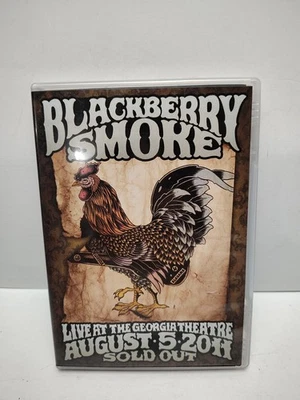 BLACKBERRY
SMOKE
LIVE AT THE GEORGIA THEATRE
AUGUST · 5 · 2011
SOLD OUT